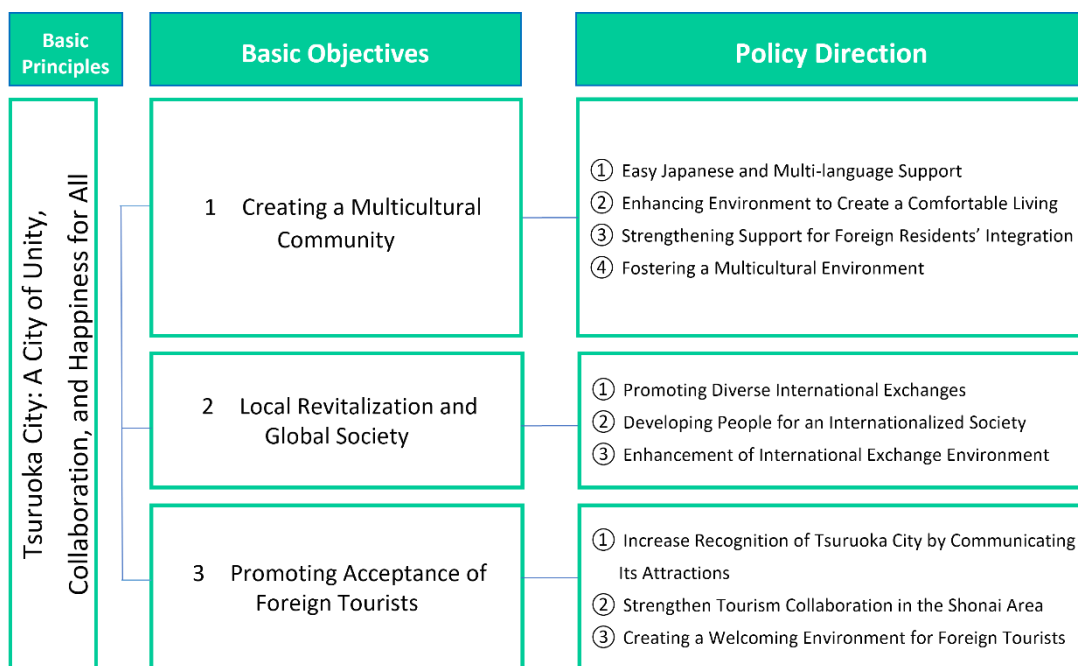 Basic
Principles
Basic Objectives
Policy Direction
Tsuruoka City: A City of Unity,
Collaboration, and Happiness for All
1 Creating a Multicultural
Community
① Easy Japanese and Multi-language Support
② Enhancing Environment to Create a Comfortable Living
③ Strengthening Support for Foreign Residents’ Integration
④ Fostering a Multicultural Environment
2 Local Revitalization and
Global Society
① Promoting Diverse International Exchanges
② Developing People for an Internationalized Society
③ Enhancement of International Exchange Environment
3 Promoting Acceptance of
Foreign Tourists
① Increase Recognition of Tsuruoka City by Communicating
Its Attractions
② Strengthen Tourism Collaboration in the Shonai Area
③ Creating a Welcoming Environment for Foreign Tourists